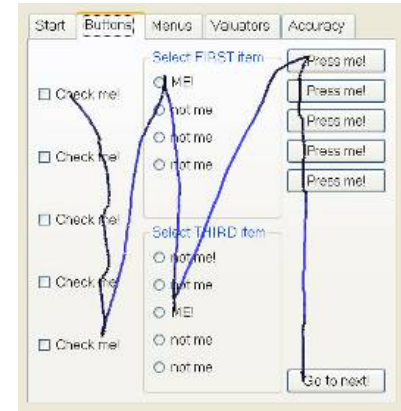 Start Buttons Menus Valuators Accuracy
Check me!
Check me!
Check me!
Check me!
Check me!
Select FIRST item
ME!
not me
not me
not me
Select THIRD item
not me!
not me
ME!
not me
not me
Press me!
Press me!
Press me!
Press me!
Press me!
Go to next!